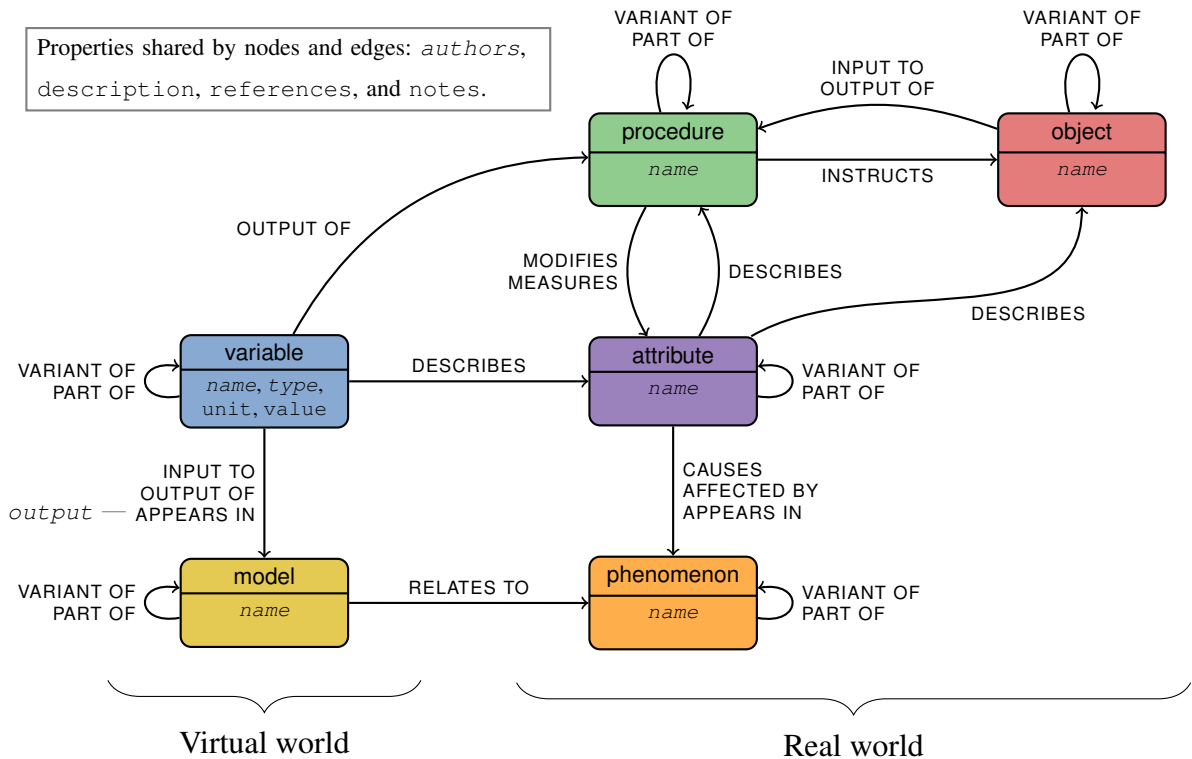 Properties shared by nodes and edges: authors,
description, references, and notes.
VARIANT OF
PART OF
VARIANT OF
PART OF
INPUT TO
OUTPUT OF
procedure
name
object
name
INSTRUCTS
OUTPUT OF
MODIFIES
MEASURES
DESCRIBES
DESCRIBES
VARIANT OF
PART OF
variable
name, type,
unit, value
DESCRIBES
attribute
name
VARIANT OF
PART OF
output —
INPUT TO
OUTPUT OF
APPEARS IN
CAUSES
AFFECTED BY
APPEARS IN
VARIANT OF
PART OF
model
name
RELATES TO
phenomenon
name
VARIANT OF
PART OF
Virtual world
Real world